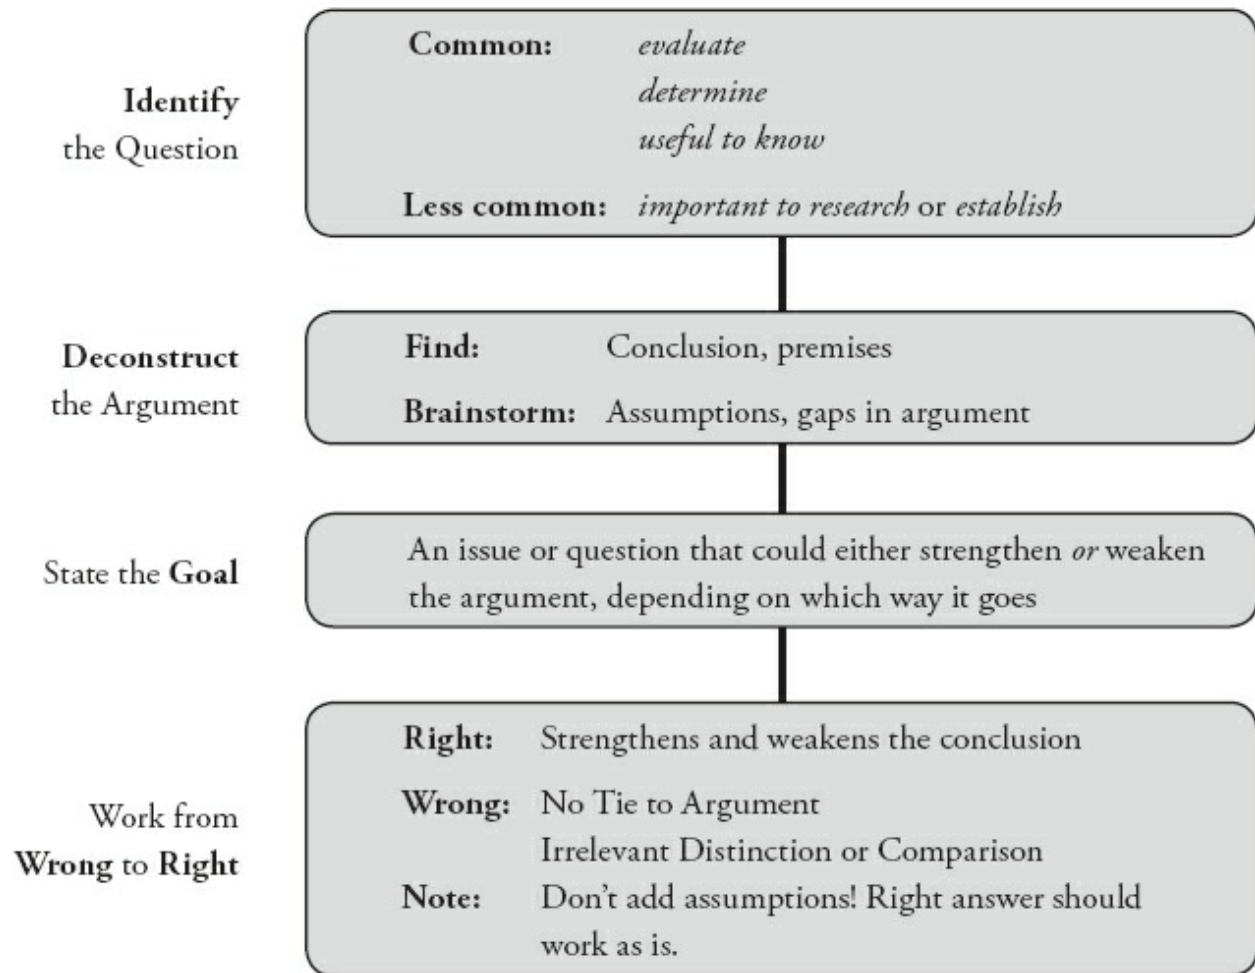 Identify
the Question
Common: evaluate
determine
useful to know
Less common: important to research or establish
Deconstruct
the Argument
Find: Conclusion, premises
Brainstorm: Assumptions, gaps in argument
State the Goal
An issue or question that could either strengthen or weaken
the argument, depending on which way it goes
Work from
Wrong to Right
Right: Strengthens and weakens the conclusion
Wrong: No Tie to Argument
Irrelevant Distinction or Comparison
Note: Don’t add assumptions! Right answer should
work as is.